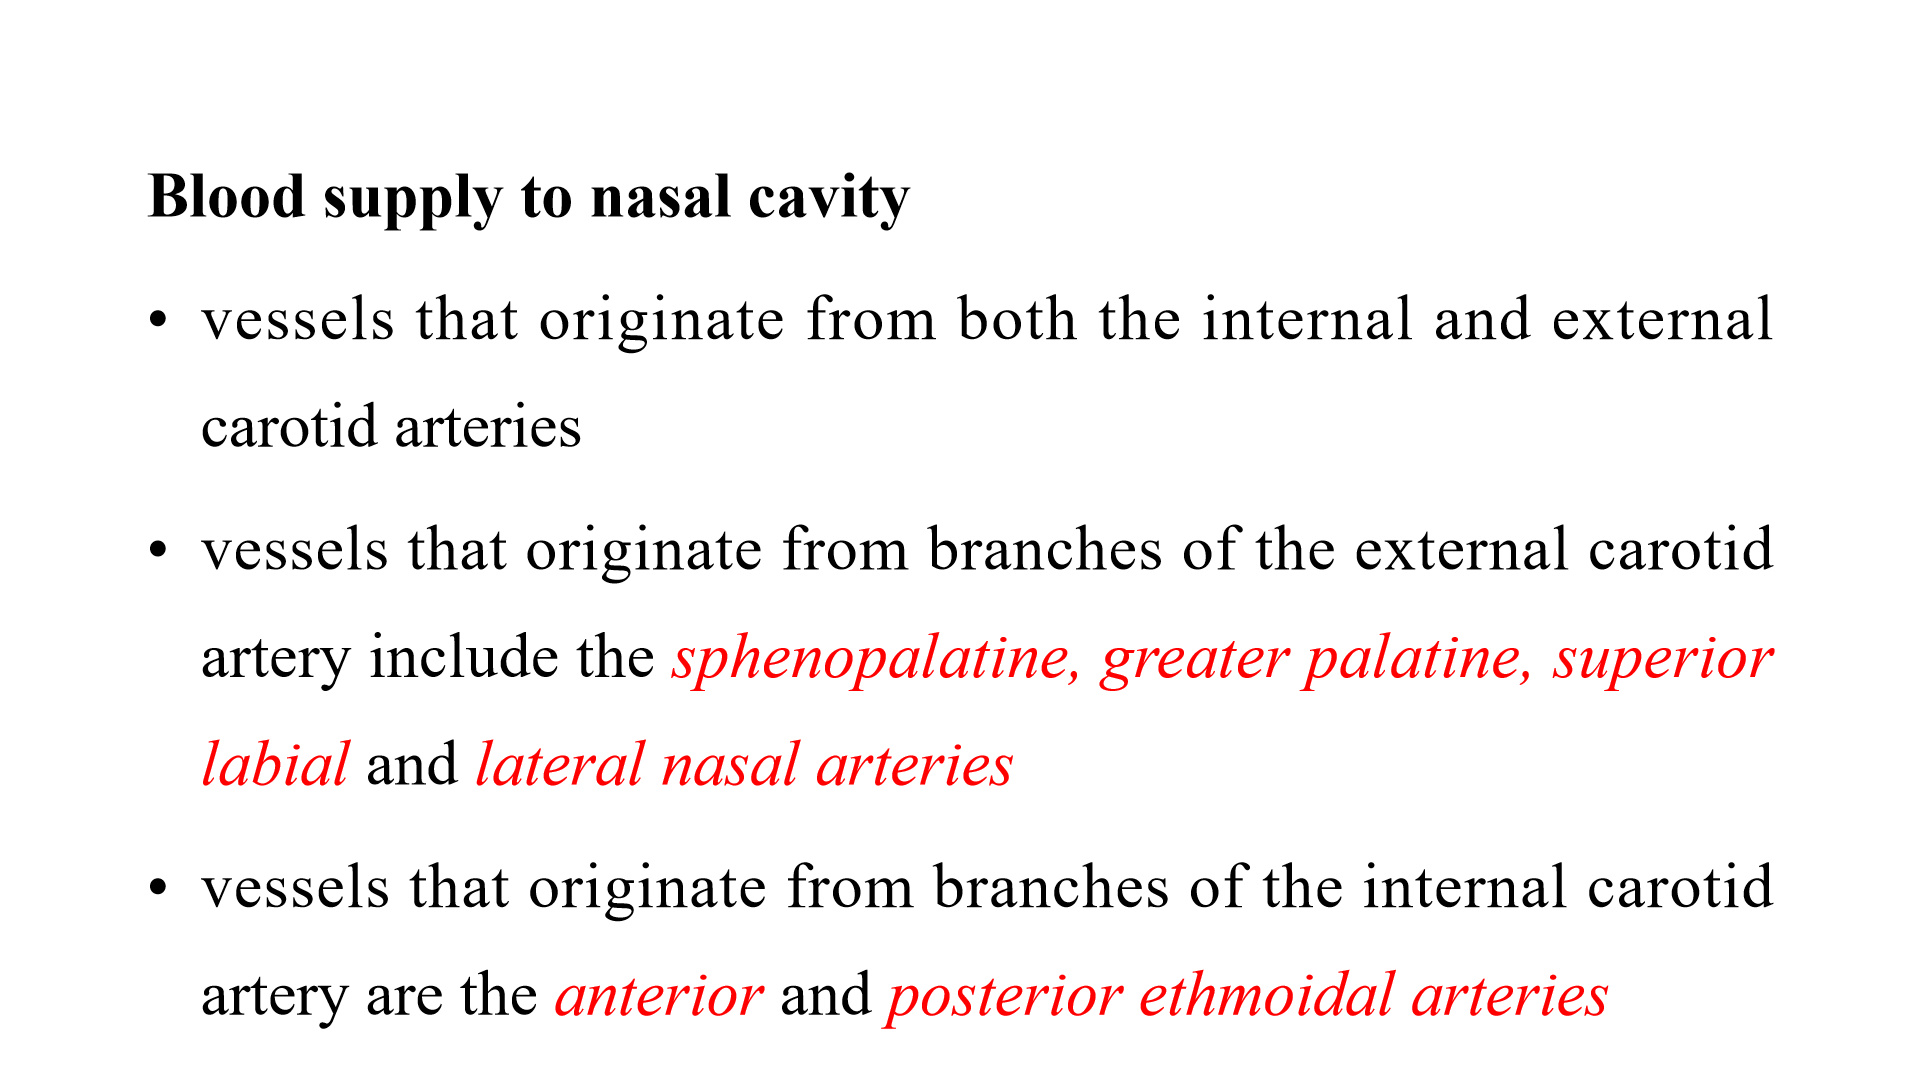 Blood supply to nasal cavity
• vessels that originate from both the internal and external
carotid arteries
• vessels that originate from branches of the external carotid
artery include the sphenopalatine, greater palatine, superior
labial and lateral nasal arteries
• vessels that originate from branches of the internal carotid
artery are the anterior and posterior ethmoidal arteries